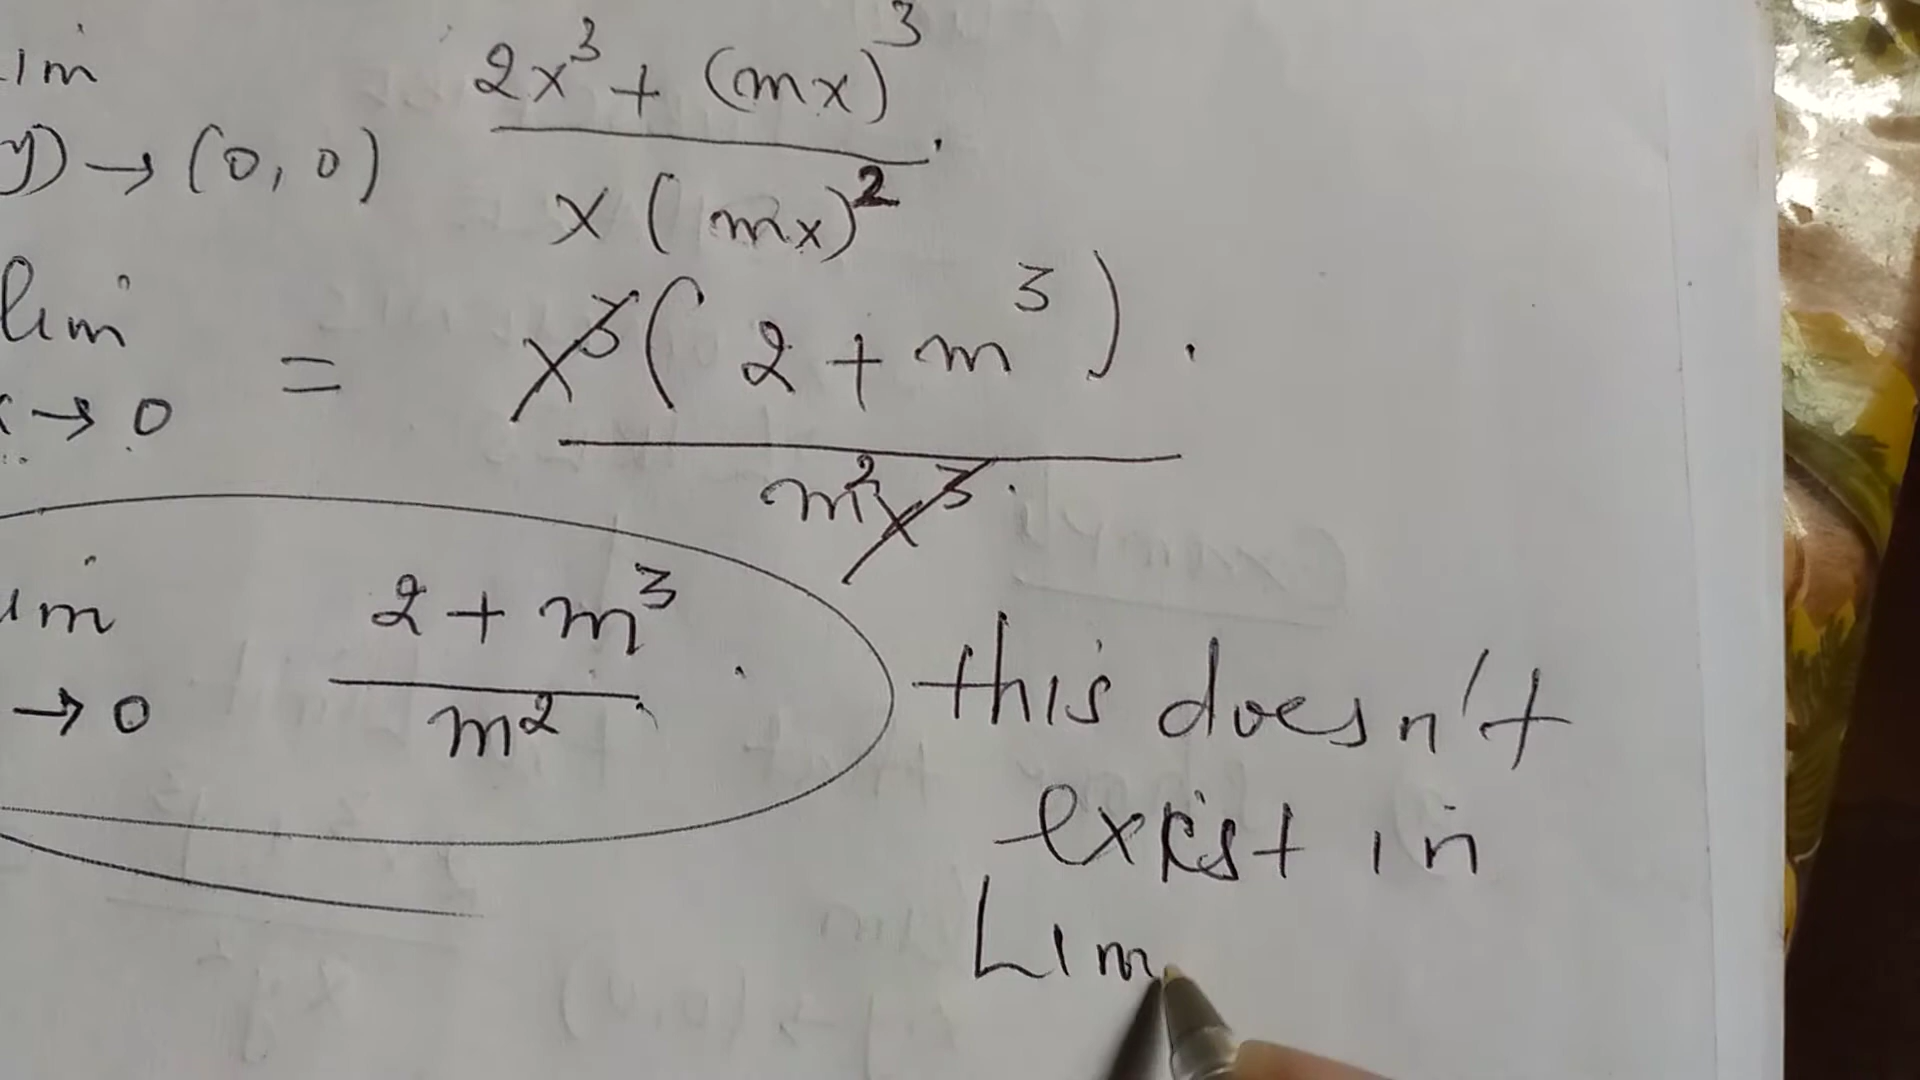 im 2x³ + (mx)³
y) → (0, 0) x (mx)²
lim = x³ (2 + m³).
→ 0 m²x³.
im 2 + m³
→ 0 m²
this doesn't
exist in
Lim